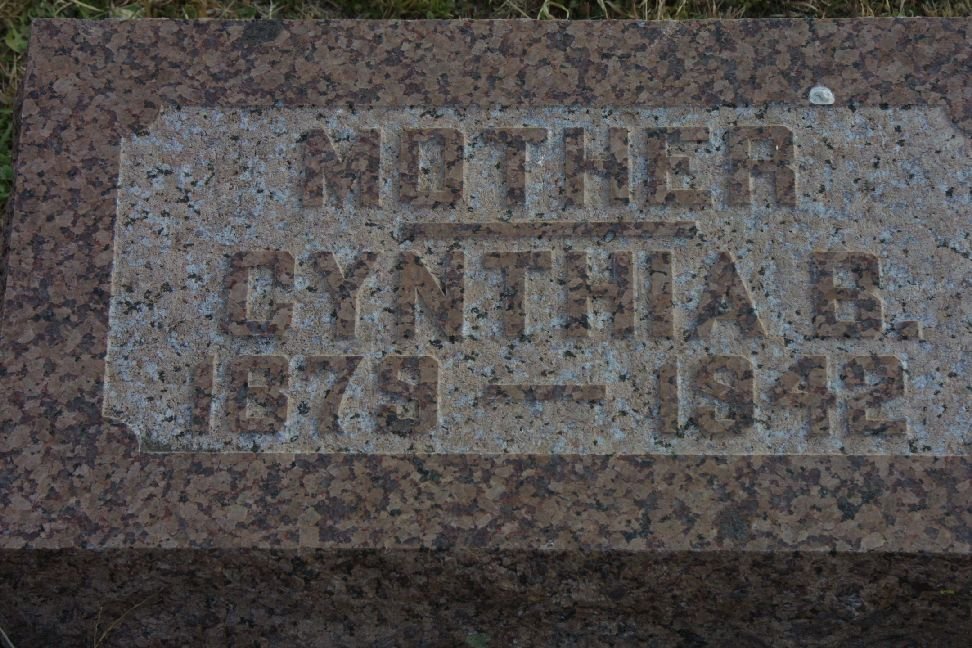 MOTHER
CYNTHIA B.
1879 — 1942